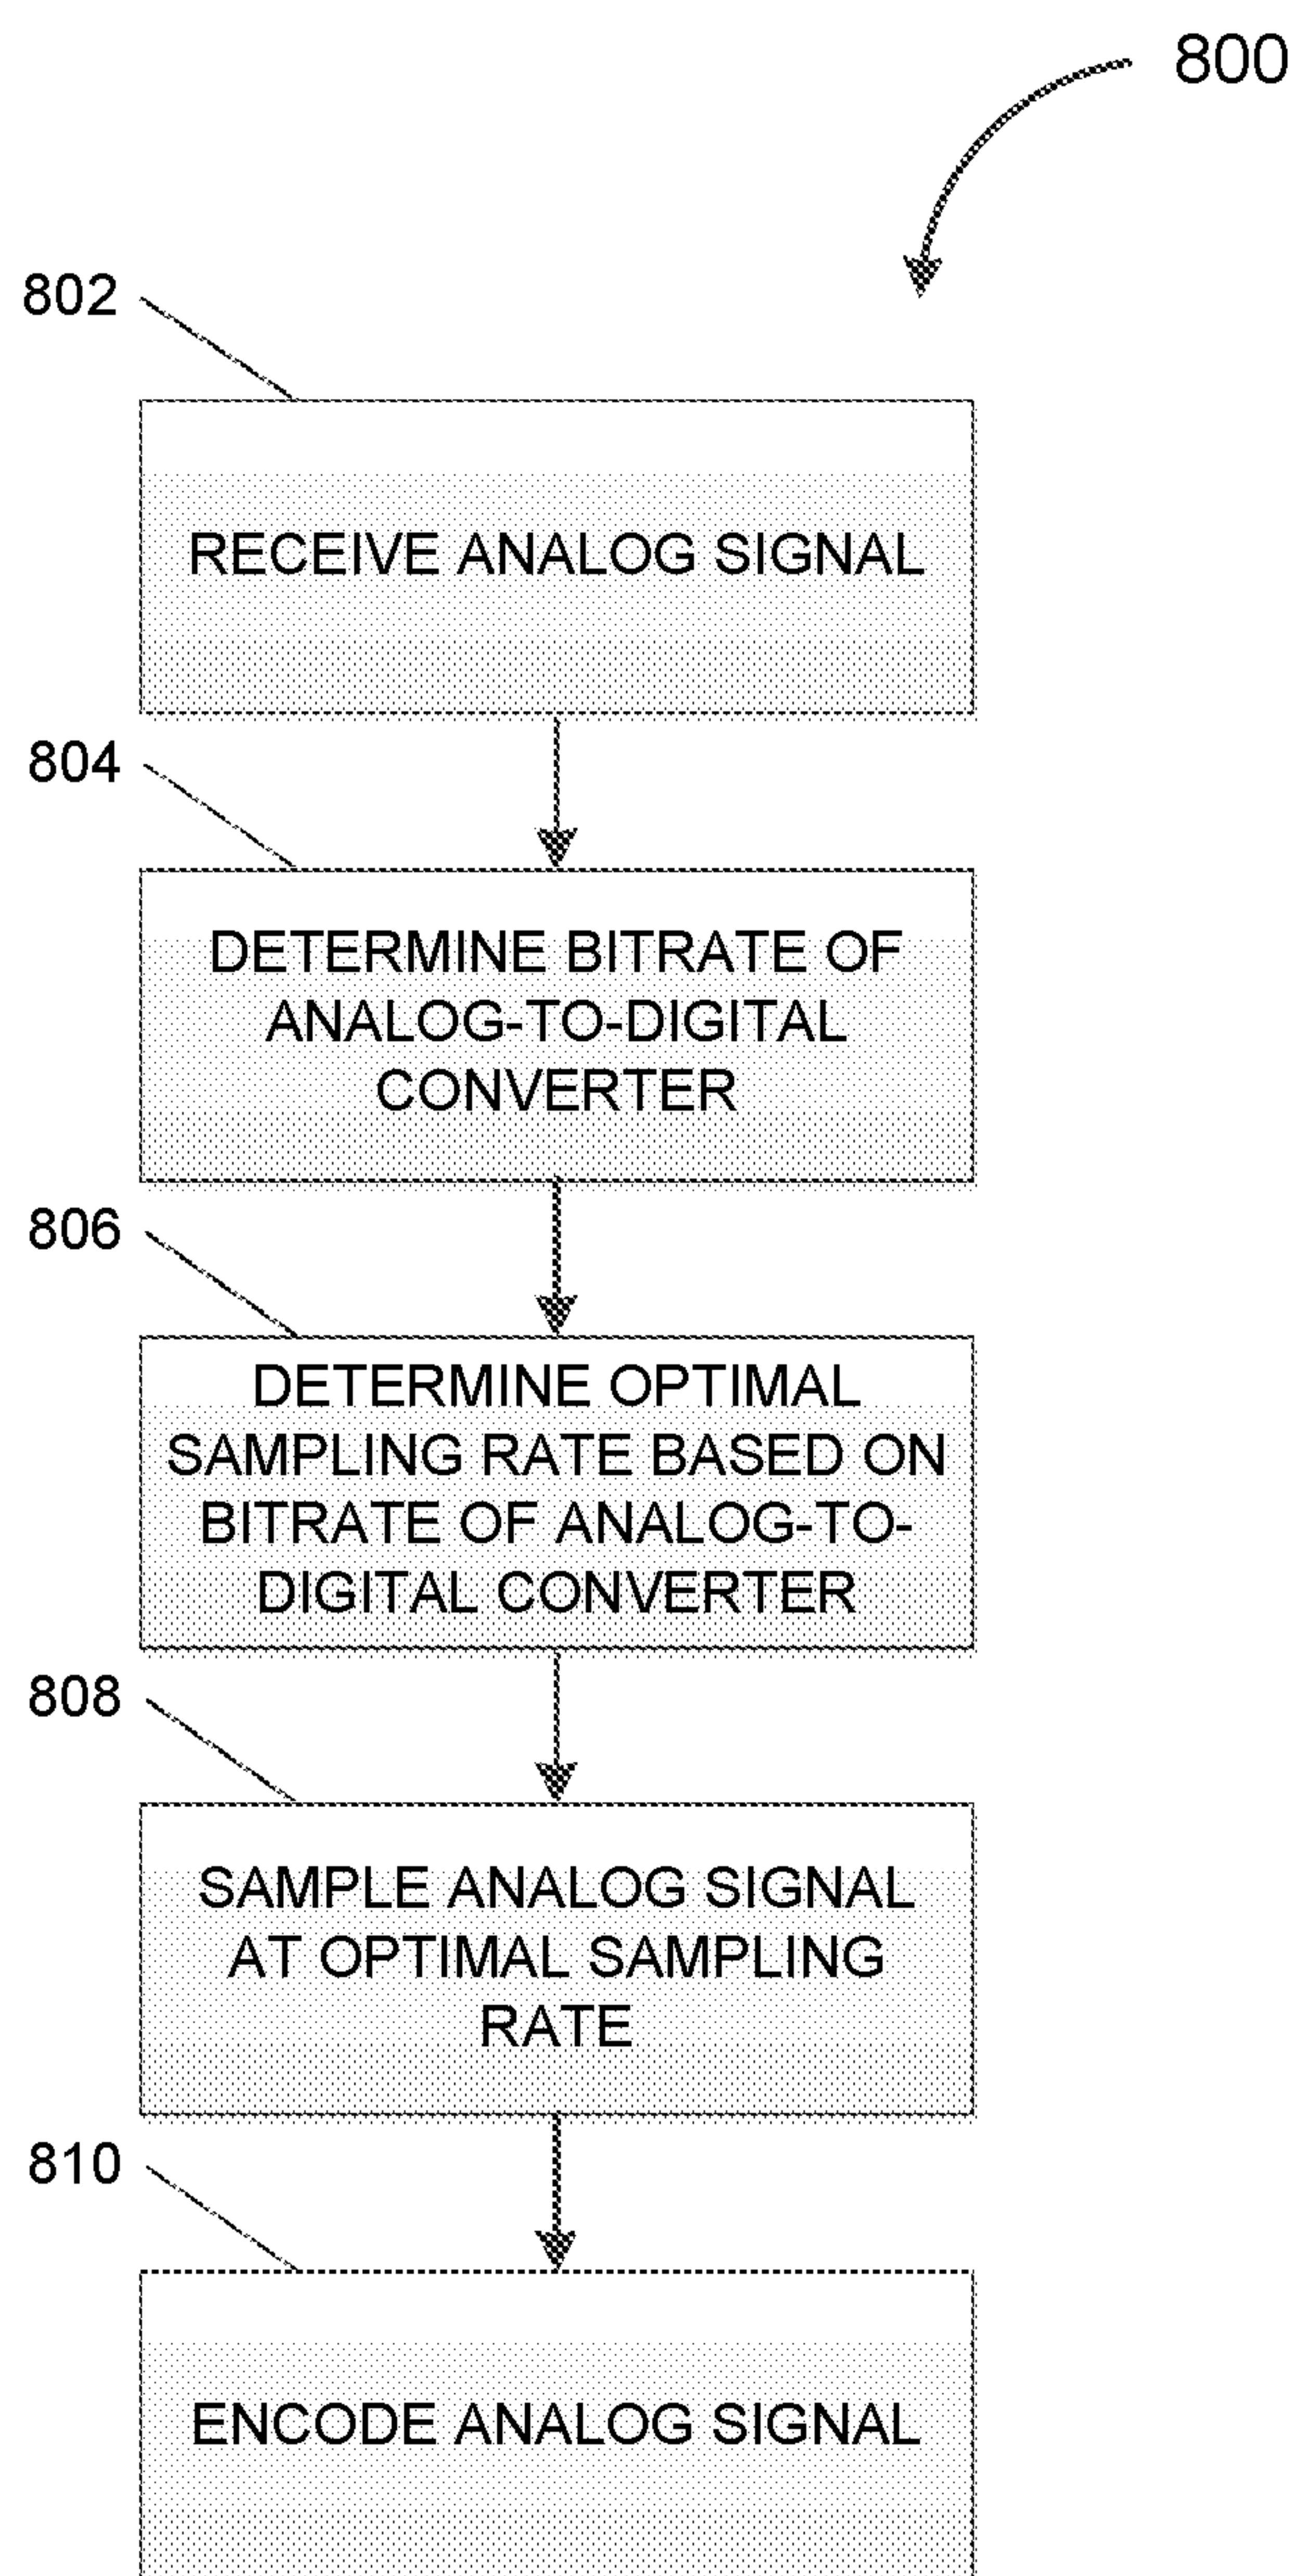 800
802
RECEIVE ANALOG SIGNAL
804
DETERMINE BITRATE OF
ANALOG-TO-DIGITAL
CONVERTER
806
DETERMINE OPTIMAL
SAMPLING RATE BASED ON
BITRATE OF ANALOG-TO-
DIGITAL CONVERTER
808
SAMPLE ANALOG SIGNAL
AT OPTIMAL SAMPLING
RATE
810
ENCODE ANALOG SIGNAL